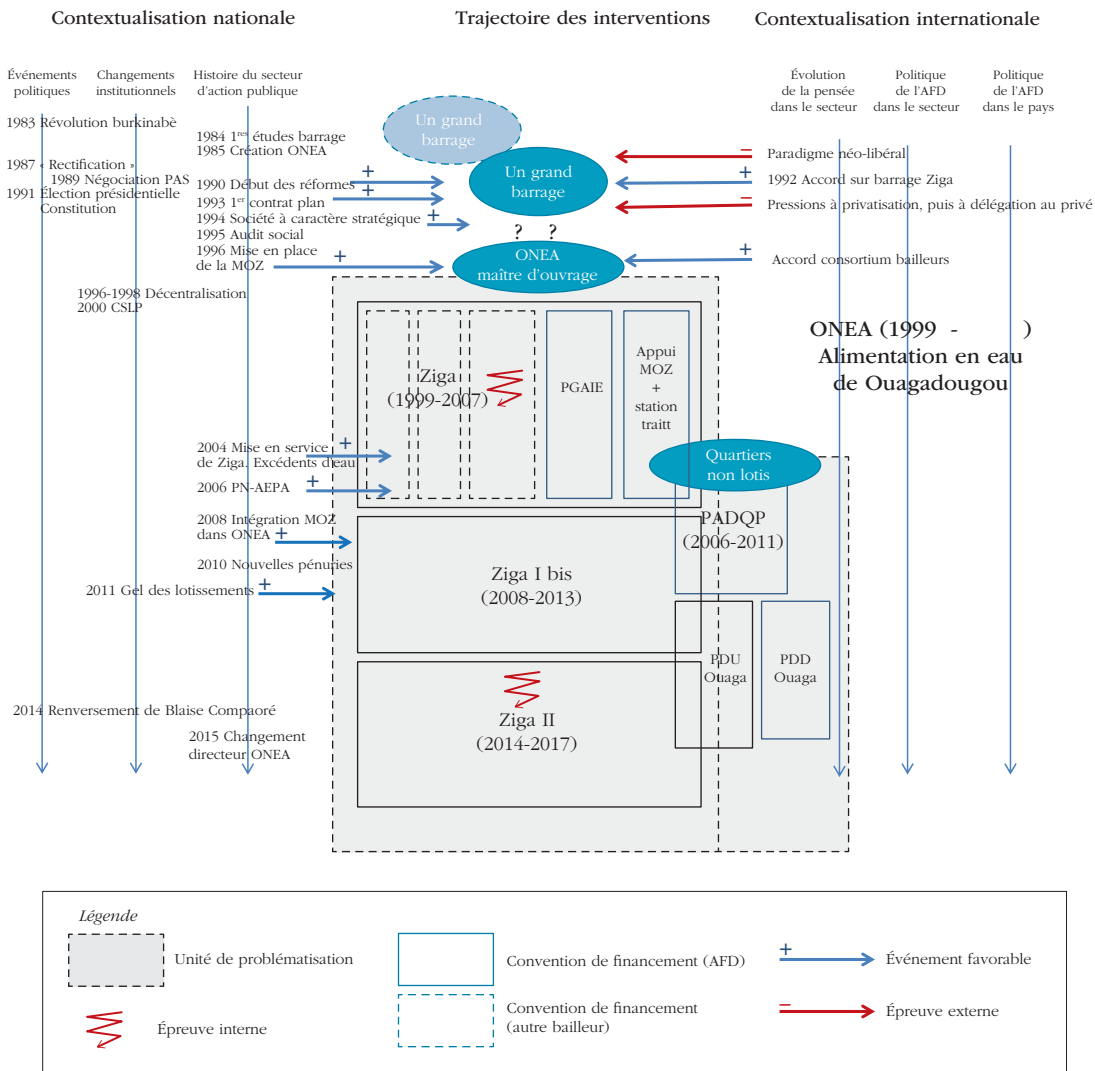 Contextualisation nationale
Trajectoire des interventions
Contextualisation internationale
Événements
politiques
Changements
institutionnels
Histoire du secteur
d'action publique
Évolution
de la pensée
dans le secteur
Politique
de l'AFD
dans le secteur
Politique
de l'AFD
dans le pays
1983 Révolution burkinabè
1984 1res études barrage
1985 Création ONEA
1987 « Rectification »
1989 Négociation PAS
1991 Élection présidentielle
Constitution
1990 Début des réformes
1993 1er contrat plan
1994 Société à caractère stratégique
1995 Audit social
1996 Mise en place
de la MOZ
1996-1998 Décentralisation
2000 CSLP
Un grand
barrage
Un grand
barrage
? ?
ONEA
maître d'ouvrage
Paradigme néo-libéral
1992 Accord sur barrage Ziga
Pressions à privatisation, puis à délégation au privé
Accord consortium bailleurs
ONEA (1999 - )
Alimentation en eau
de Ouagadougou
Ziga
(1999-2007)
PGAIE
Appui
MOZ
+
station
traitt
2004 Mise en service
de Ziga. Excédents d'eau
2006 PN-AEPA
2008 Intégration MOZ
dans ONEA
2010 Nouvelles pénuries
2011 Gel des lotissements
Quartiers
non lotis
PADQP
(2006-2011)
Ziga I bis
(2008-2013)
PDU
Ouaga
PDD
Ouaga
Ziga II
(2014-2017)
2014 Renversement de Blaise Compaoré
2015 Changement
directeur ONEA
Légende
Unité de problématisation
Épreuve interne
Convention de financement (AFD)
Convention de financement
(autre bailleur)
+
Événement favorable
–
Épreuve externe